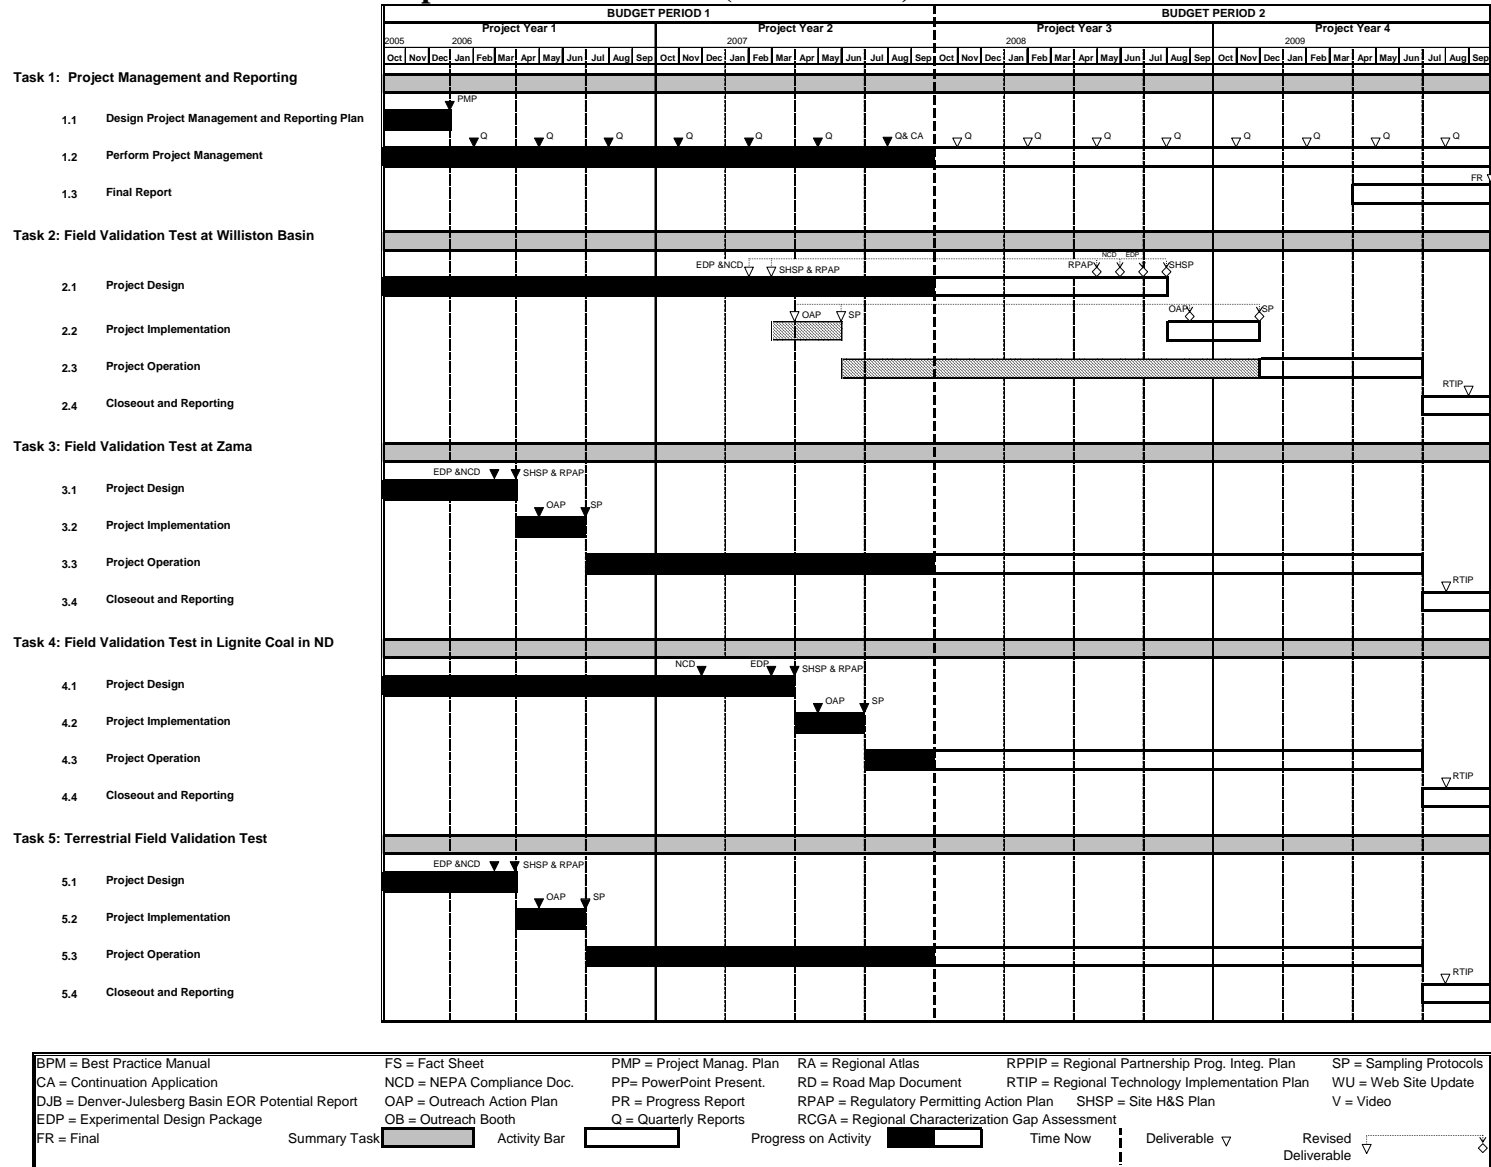 BUDGET PERIOD 1 BUDGET PERIOD 2
Project Year 1 Project Year 2 Project Year 3 Project Year 4
2005 2006 2007 2008 2009
Oct Nov Dec Jan Feb Mar Apr May Jun Jul Aug Sep Oct Nov Dec Jan Feb Mar Apr May Jun Jul Aug Sep Oct Nov Dec Jan Feb Mar Apr May Jun Jul Aug Sep Oct Nov Dec Jan Feb Mar Apr May Jun Jul Aug Sep
Task 1: Project Management and Reporting
PMP
1.1 Design Project Management and Reporting Plan
Q Q Q Q Q Q Q& CA Q Q Q Q Q Q Q Q
1.2 Perform Project Management
FR
1.3 Final Report
Task 2: Field Validation Test at Williston Basin
NCD EDP
EDP &NCD SHSP & RPAP RPAP SHSP
2.1 Project Design
OAP SP OAP SP
2.2 Project Implementation
2.3 Project Operation
RTIP
2.4 Closeout and Reporting
Task 3: Field Validation Test at Zama
EDP &NCD SHSP & RPAP
3.1 Project Design
OAP SP
3.2 Project Implementation
3.3 Project Operation
RTIP
3.4 Closeout and Reporting
Task 4: Field Validation Test in Lignite Coal in ND
NCD EDP SHSP & RPAP
4.1 Project Design
OAP SP
4.2 Project Implementation
4.3 Project Operation
RTIP
4.4 Closeout and Reporting
Task 5: Terrestrial Field Validation Test
EDP &NCD SHSP & RPAP
5.1 Project Design
OAP SP
5.2 Project Implementation
5.3 Project Operation
RTIP
5.4 Closeout and Reporting
BPM = Best Practice Manual FS = Fact Sheet PMP = Project Manag. Plan RA = Regional Atlas RPPIP = Regional Partnership Prog. Integ. Plan SP = Sampling Protocols
CA = Continuation Application NCD = NEPA Compliance Doc. PP= PowerPoint Present. RD = Road Map Document RTIP = Regional Technology Implementation Plan WU = Web Site Update
DJB = Denver-Julesberg Basin EOR Potential Report OAP = Outreach Action Plan PR = Progress Report RPAP = Regulatory Permitting Action Plan SHSP = Site H&S Plan V = Video
EDP = Experimental Design Package OB = Outreach Booth Q = Quarterly Reports RCGA = Regional Characterization Gap Assessment
FR = Final Summary Task Activity Bar Progress on Activity Time Now Deliverable Revised
Deliverable